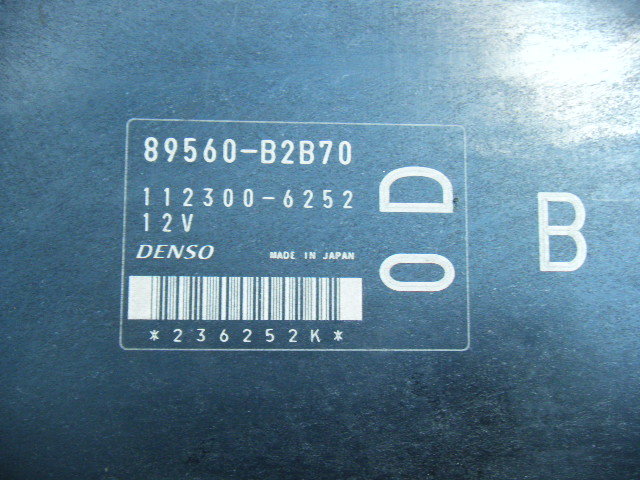 89560-B2B70
112300-6252
12V
DENSO MADE IN JAPAN
*236252K*
0D
B